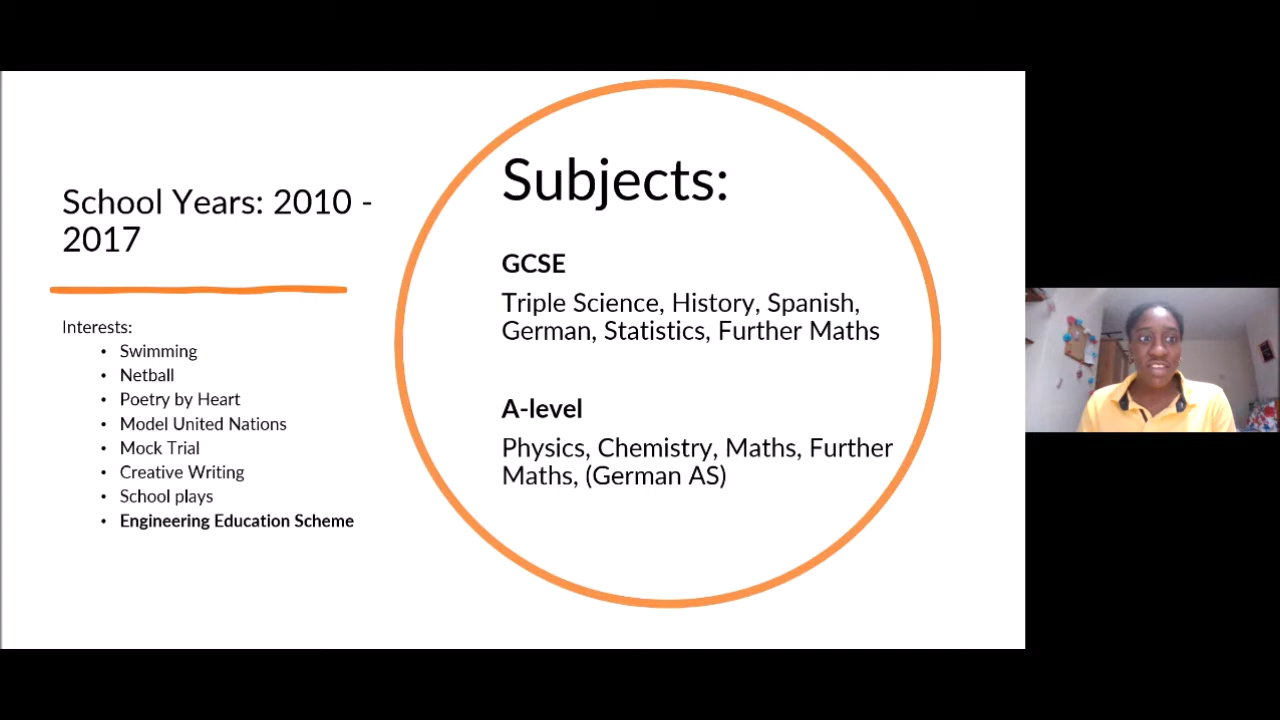 School Years: 2010 -
2017
Interests:
• Swimming
• Netball
• Poetry by Heart
• Model United Nations
• Mock Trial
• Creative Writing
• School plays
• Engineering Education Scheme
Subjects:
GCSE
Triple Science, History, Spanish,
German, Statistics, Further Maths
A-level
Physics, Chemistry, Maths, Further
Maths, (German AS)